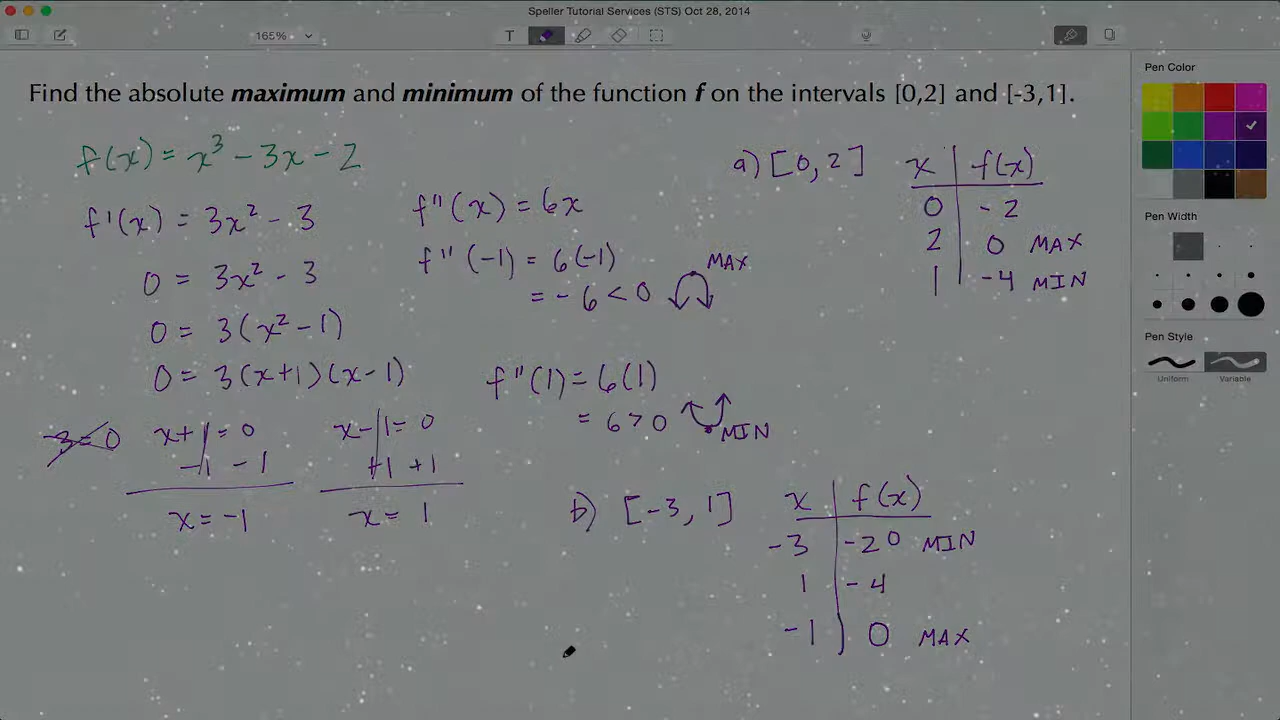 Speller Tutorial Services (STS) Oct 28, 2014
165%
T
Find the absolute maximum and minimum of the function f on the intervals [0,2] and [-3,1].
f(x) = x³ - 3x - 2
f'(x) = 3x² - 3
0 = 3x² - 3
0 = 3(x² - 1)
0 = 3(x+1)(x-1)
3 = 0
x+1 = 0
-1 -1
x = -1
x-1 = 0
+1 +1
x = 1
f''(x) = 6x
f''(-1) = 6(-1)
= -6 < 0
MAX
f''(1) = 6(1)
= 6 > 0
MIN
a) [0, 2]
x f(x)
0 -2
2 0 MAX
1 -4 MIN
b) [-3, 1]
x f(x)
-3 -20 MIN
1 -4
-1 0 MAX
Pen Color
Pen Width
Pen Style
Uniform Variable